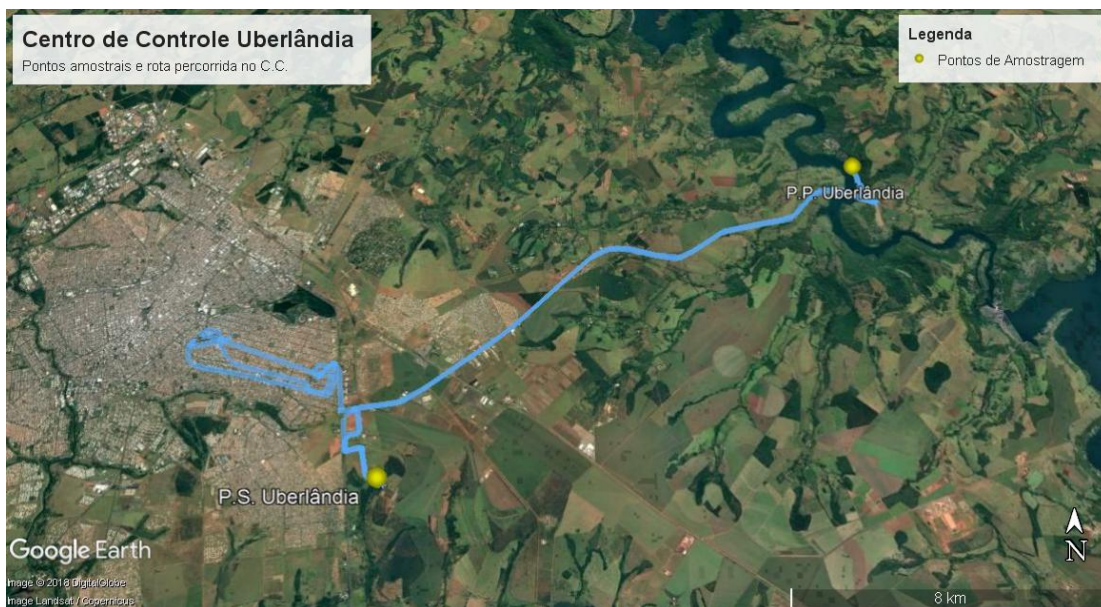 Centro de Controle Uberlândia
Pontos amostrais e rota percorrida no C.C.
Legenda
Pontos de Amostragem
P.P. Uberlândia
P.S. Uberlândia
Google Earth
N
Image © 2018 DigitalGlobe
Image Landsat / Copernicus
8 km